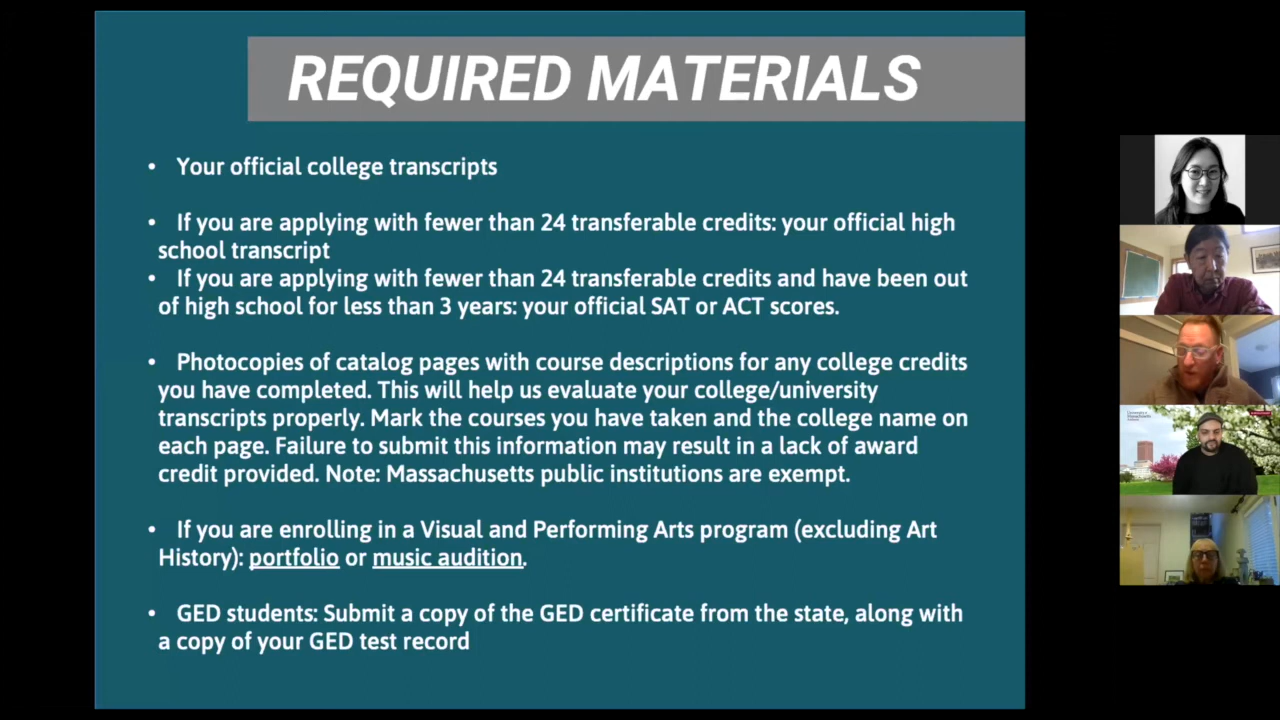 REQUIRED MATERIALS
• Your official college transcripts
• If you are applying with fewer than 24 transferable credits: your official high
school transcript
• If you are applying with fewer than 24 transferable credits and have been out
of high school for less than 3 years: your official SAT or ACT scores.
• Photocopies of catalog pages with course descriptions for any college credits
you have completed. This will help us evaluate your college/university
transcripts properly. Mark the courses you have taken and the college name on
each page. Failure to submit this information may result in a lack of award
credit provided. Note: Massachusetts public institutions are exempt.
• If you are enrolling in a Visual and Performing Arts program (excluding Art
History): portfolio or music audition.
• GED students: Submit a copy of the GED certificate from the state, along with
a copy of your GED test record